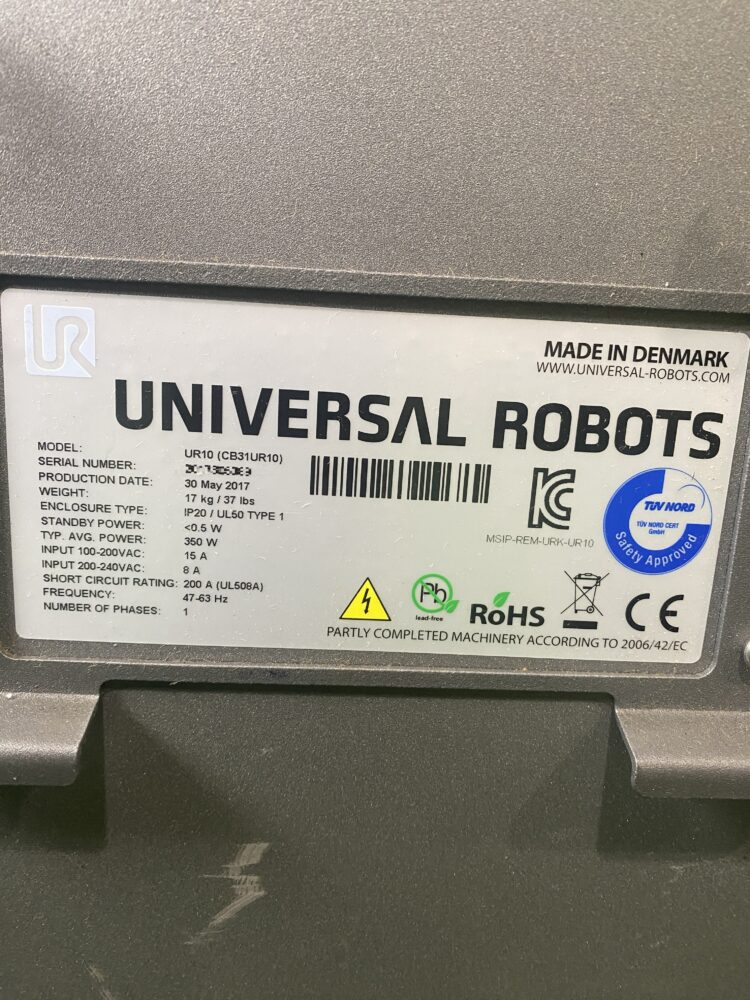 UR
MADE IN DENMARK
WWW.UNIVERSAL-ROBOTS.COM
UNIVERSAL ROBOTS
MODEL: UR10 (CB31UR10)
SERIAL NUMBER:
PRODUCTION DATE: 30 May 2017
WEIGHT: 17 kg / 37 lbs
ENCLOSURE TYPE: IP20 / UL50 TYPE 1
STANDBY POWER: <0.5 W
TYP. AVG. POWER: 350 W
INPUT 100-200VAC: 15 A
INPUT 200-240VAC: 8 A
SHORT CIRCUIT RATING: 200 A (UL508A)
FREQUENCY: 47-63 Hz
NUMBER OF PHASES: 1
KC
MSIP-REM-URK-UR10
TÜV NORD
TÜV NORD CERT
GmbH
Safety Approved
Pb
lead-free
RoHS
CE
PARTLY COMPLETED MACHINERY ACCORDING TO 2006/42/EC